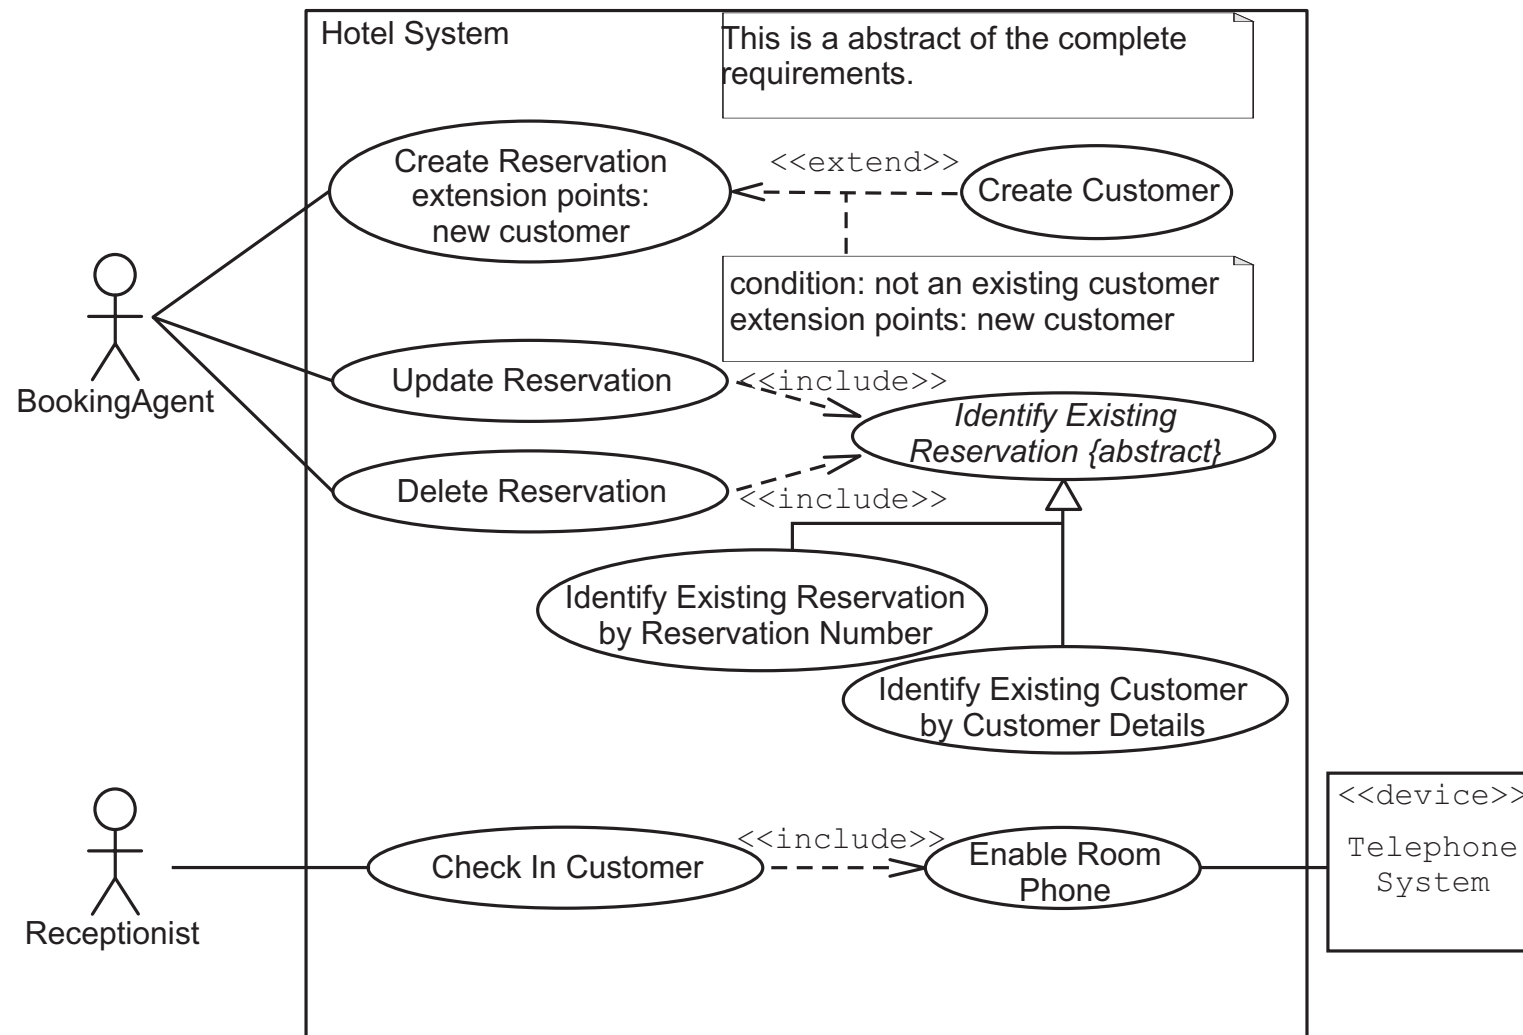 Hotel System
This is a abstract of the complete
requirements.
Create Reservation
extension points:
new customer
<<extend>>
Create Customer
condition: not an existing customer
extension points: new customer
BookingAgent
Update Reservation
<<include>>
Identify Existing
Reservation {abstract}
Delete Reservation
<<include>>
Identify Existing Reservation
by Reservation Number
Identify Existing Customer
by Customer Details
<<device>>
Telephone
System
Check In Customer
<<include>>
Enable Room
Phone
Receptionist